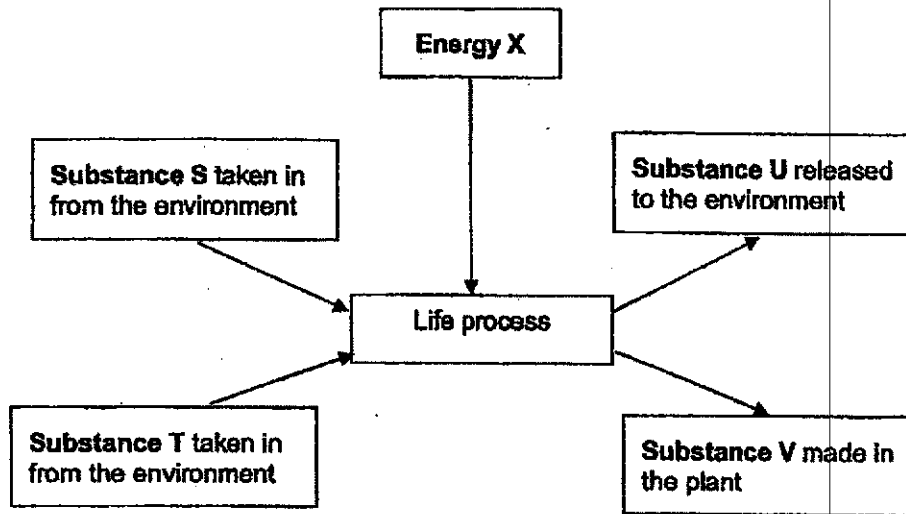 Energy X
Substance S taken in
from the environment
Substance U released
to the environment
Life process
Substance T taken in
from the environment
Substance V made in
the plant